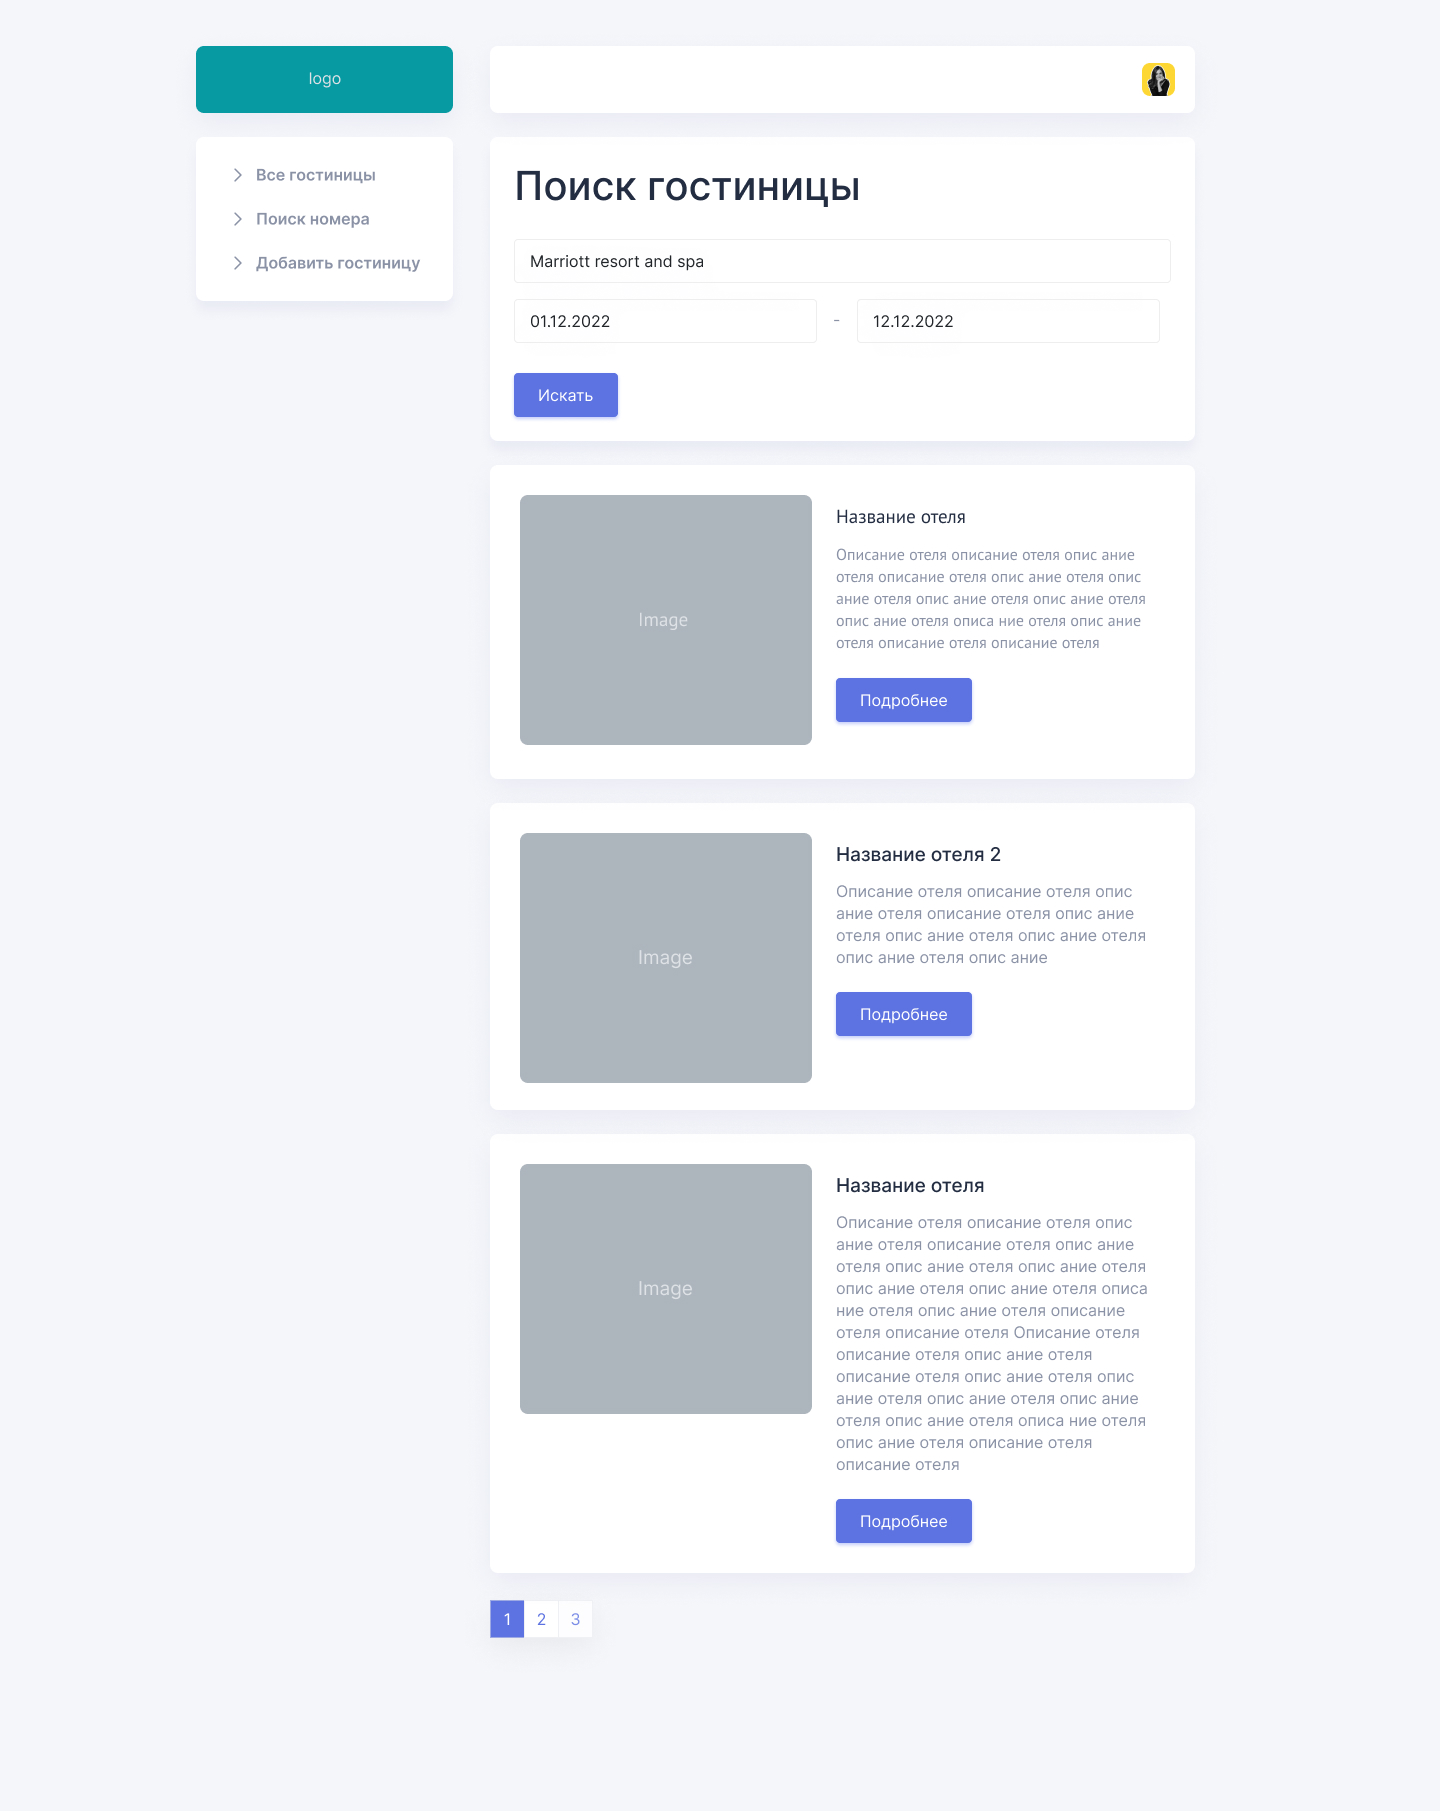 logo
Все гостиницы
Поиск номера
Добавить гостиницу
Поиск гостиницы
Marriott resort and spa
01.12.2022 - 12.12.2022
Искать
Image
Название отеля
Описание отеля описание отеля опис ание
отеля описание отеля опис ание отеля опис
ание отеля опис ание отеля опис ание отеля
опис ание отеля описа ние отеля опис ание
отеля описание отеля описание отеля
Подробнее
Image
Название отеля 2
Описание отеля описание отеля опис
ание отеля описание отеля опис ание
отеля опис ание отеля опис ание отеля
опис ание отеля опис ание
Подробнее
Image
Название отеля
Описание отеля описание отеля опис
ание отеля описание отеля опис ание
отеля опис ание отеля опис ание отеля
опис ание отеля опис ание отеля описа
ние отеля опис ание отеля описание
отеля описание отеля Описание отеля
описание отеля опис ание отеля
описание отеля опис ание отеля опис
ание отеля опис ание отеля опис ание
отеля опис ание отеля описа ние отеля
опис ание отеля описание отеля
описание отеля
Подробнее
1 2 3